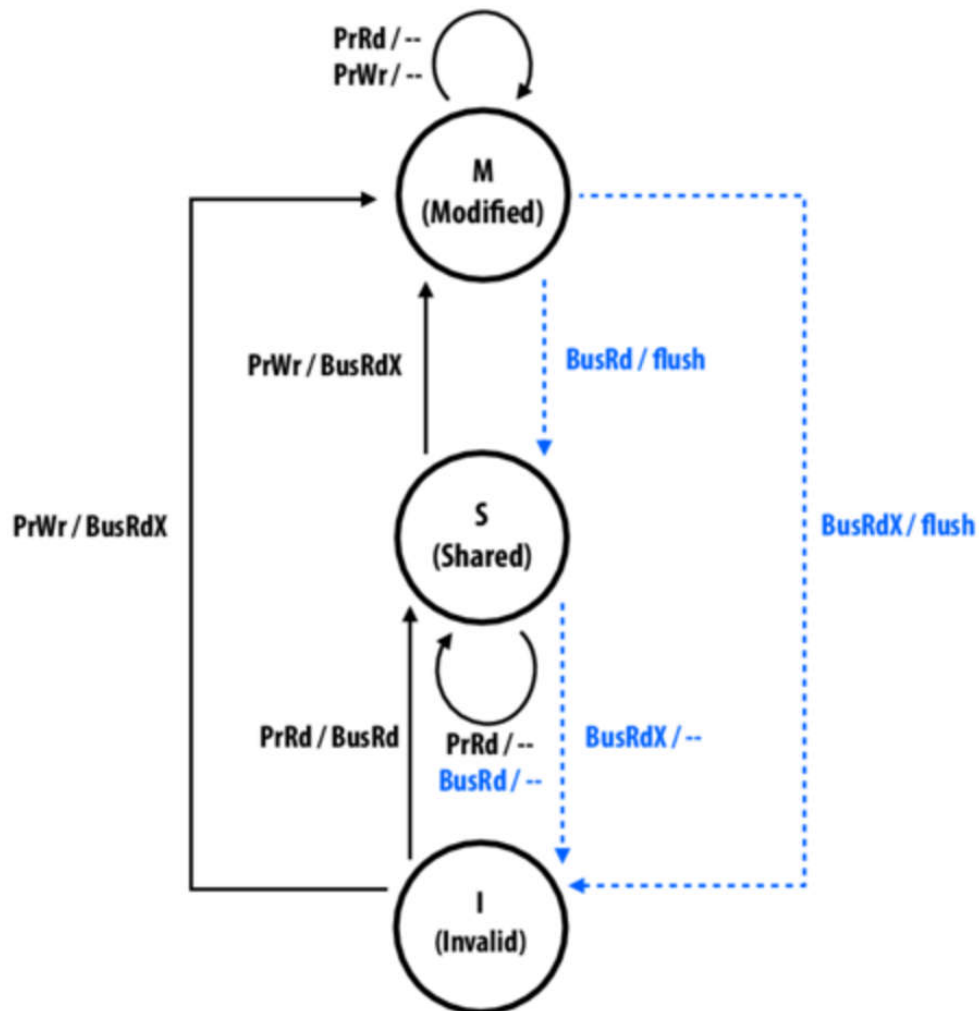 PrRd / --
PrWr / --
M
(Modified)
PrWr / BusRdX
BusRd / flush
S
(Shared)
PrWr / BusRdX
BusRdX / flush
PrRd / BusRd
PrRd / --
BusRd / --
BusRdX / --
I
(Invalid)